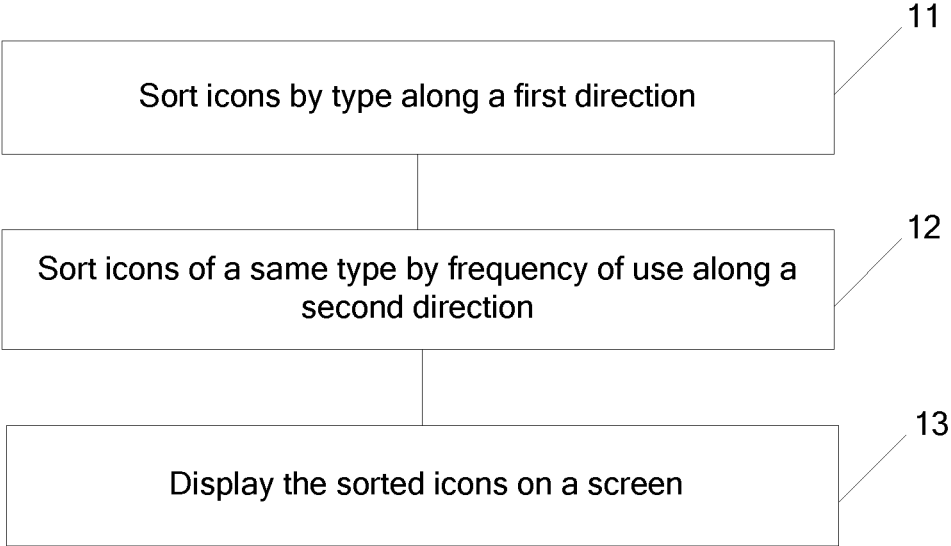 11
Sort icons by type along a first direction
12
Sort icons of a same type by frequency of use along a
second direction
13
Display the sorted icons on a screen